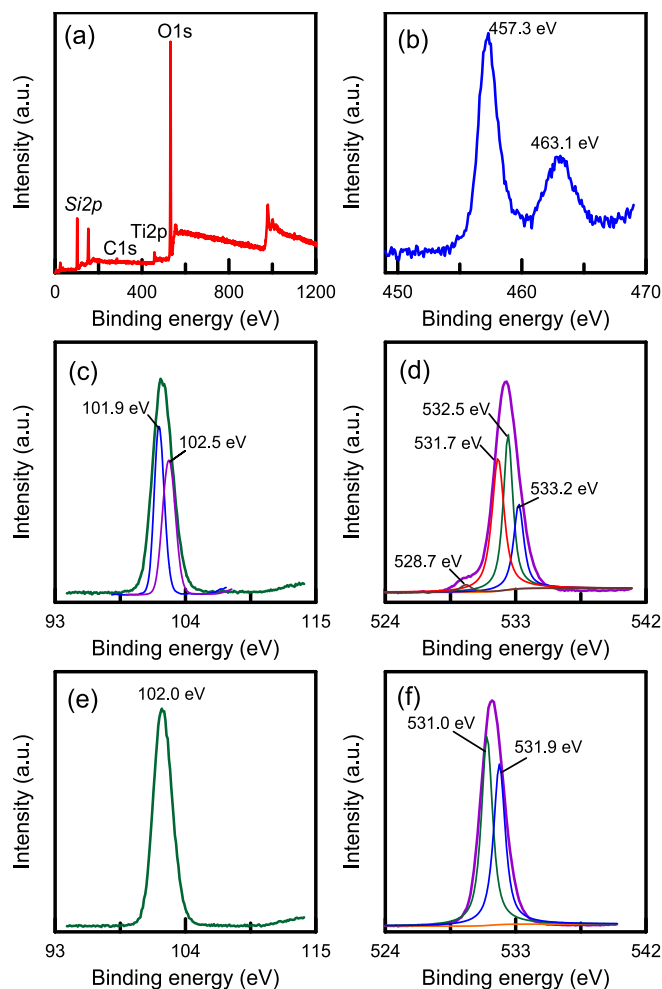 (a)
O1s
Si2p
C1s
Ti2p
Intensity (a.u.)
0 400 800 1200
Binding energy (eV)
(b)
457.3 eV
463.1 eV
Intensity (a.u.)
450 460 470
Binding energy (eV)
(c)
101.9 eV
102.5 eV
Intensity (a.u.)
93 104 115
Binding energy (eV)
(d)
532.5 eV
531.7 eV
533.2 eV
528.7 eV
Intensity (a.u.)
524 533 542
Binding energy (eV)
(e)
102.0 eV
Intensity (a.u.)
93 104 115
Binding energy (eV)
(f)
531.0 eV
531.9 eV
Intensity (a.u.)
524 533 542
Binding energy (eV)